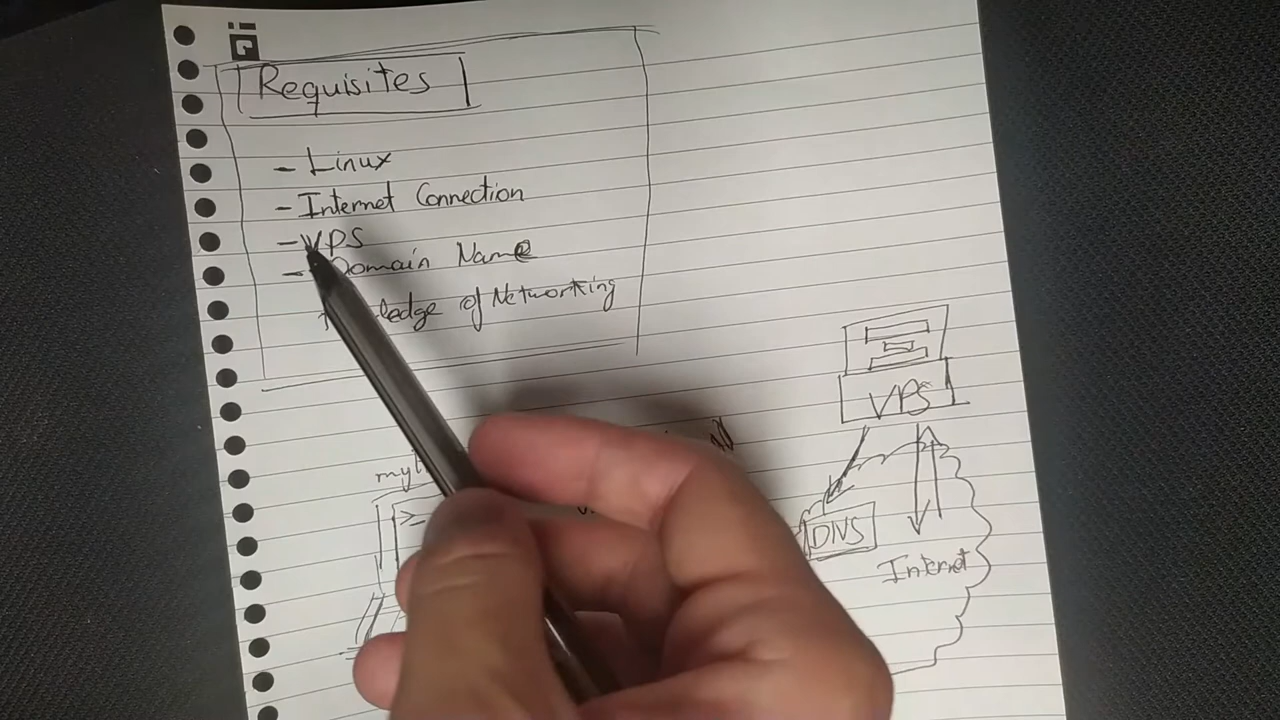 Requisites
- Linux
- Internet Connection
- VPS
- Domain Name
of Networking
VPS
DNS
Internet
>_